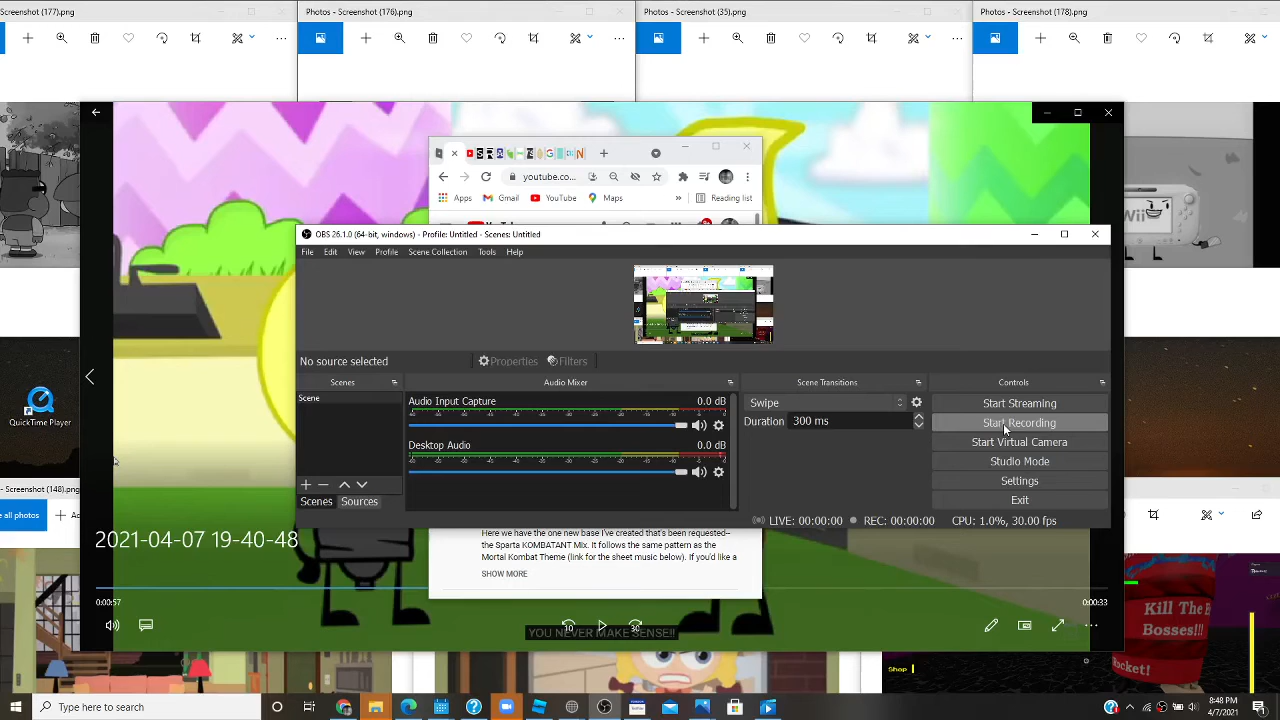 Screenshot (177).png
Photos - Screenshot (176).png
Photos - Screenshot (35).png
Photos - Screenshot (178).png
youtube.co...
Apps
Gmail
YouTube
Maps
Reading list
Wii
OBS 26.1.0 (64-bit, windows) - Profile: Untitled - Scenes: Untitled
File Edit View Profile Scene Collection Tools Help
No source selected
Properties
Filters
Scenes
Audio Mixer
Scene Transitions
Controls
Scene
Audio Input Capture 0.0 dB
Desktop Audio 0.0 dB
Swipe
Duration 300 ms
Start Streaming
Start Recording
Start Virtual Camera
Studio Mode
Settings
Exit
Scenes Sources
LIVE: 00:00:00
REC: 00:00:00
CPU: 1.0%, 30.00 fps
QuickTime Player
Screenshot (148).png
all photos
2021-04-07 19-40-48
Here we have the one new base I've created that's been requested--
the Sparta KOMBATANT Mix. It follows the same pattern as the
Mortal Kombat Theme (link for the sheet music below). If you'd like a
SHOW MORE
0:00:57
0:00:33
10
30
YOU NEVER MAKE SENSE!!
Kill The
Bosses!!!
Rocket!
Shop
Type here to search
8:48 PM
4/7/2021